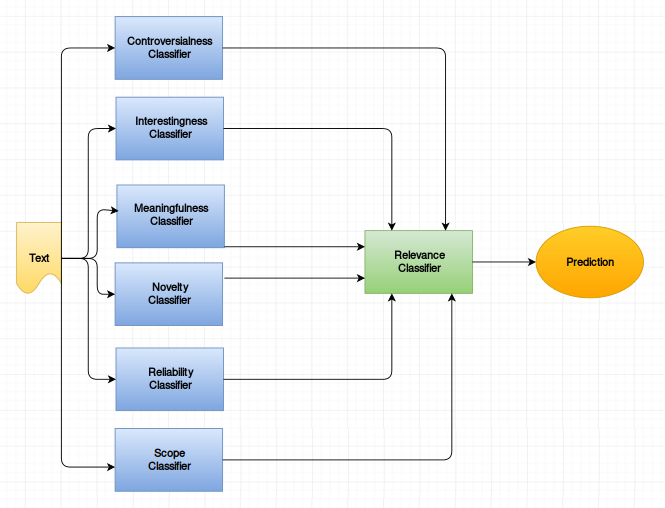 Controversialness
Classifier
Interestingness
Classifier
Meaningfulness
Classifier
Text
Relevance
Classifier
Prediction
Novelty
Classifier
Reliability
Classifier
Scope
Classifier